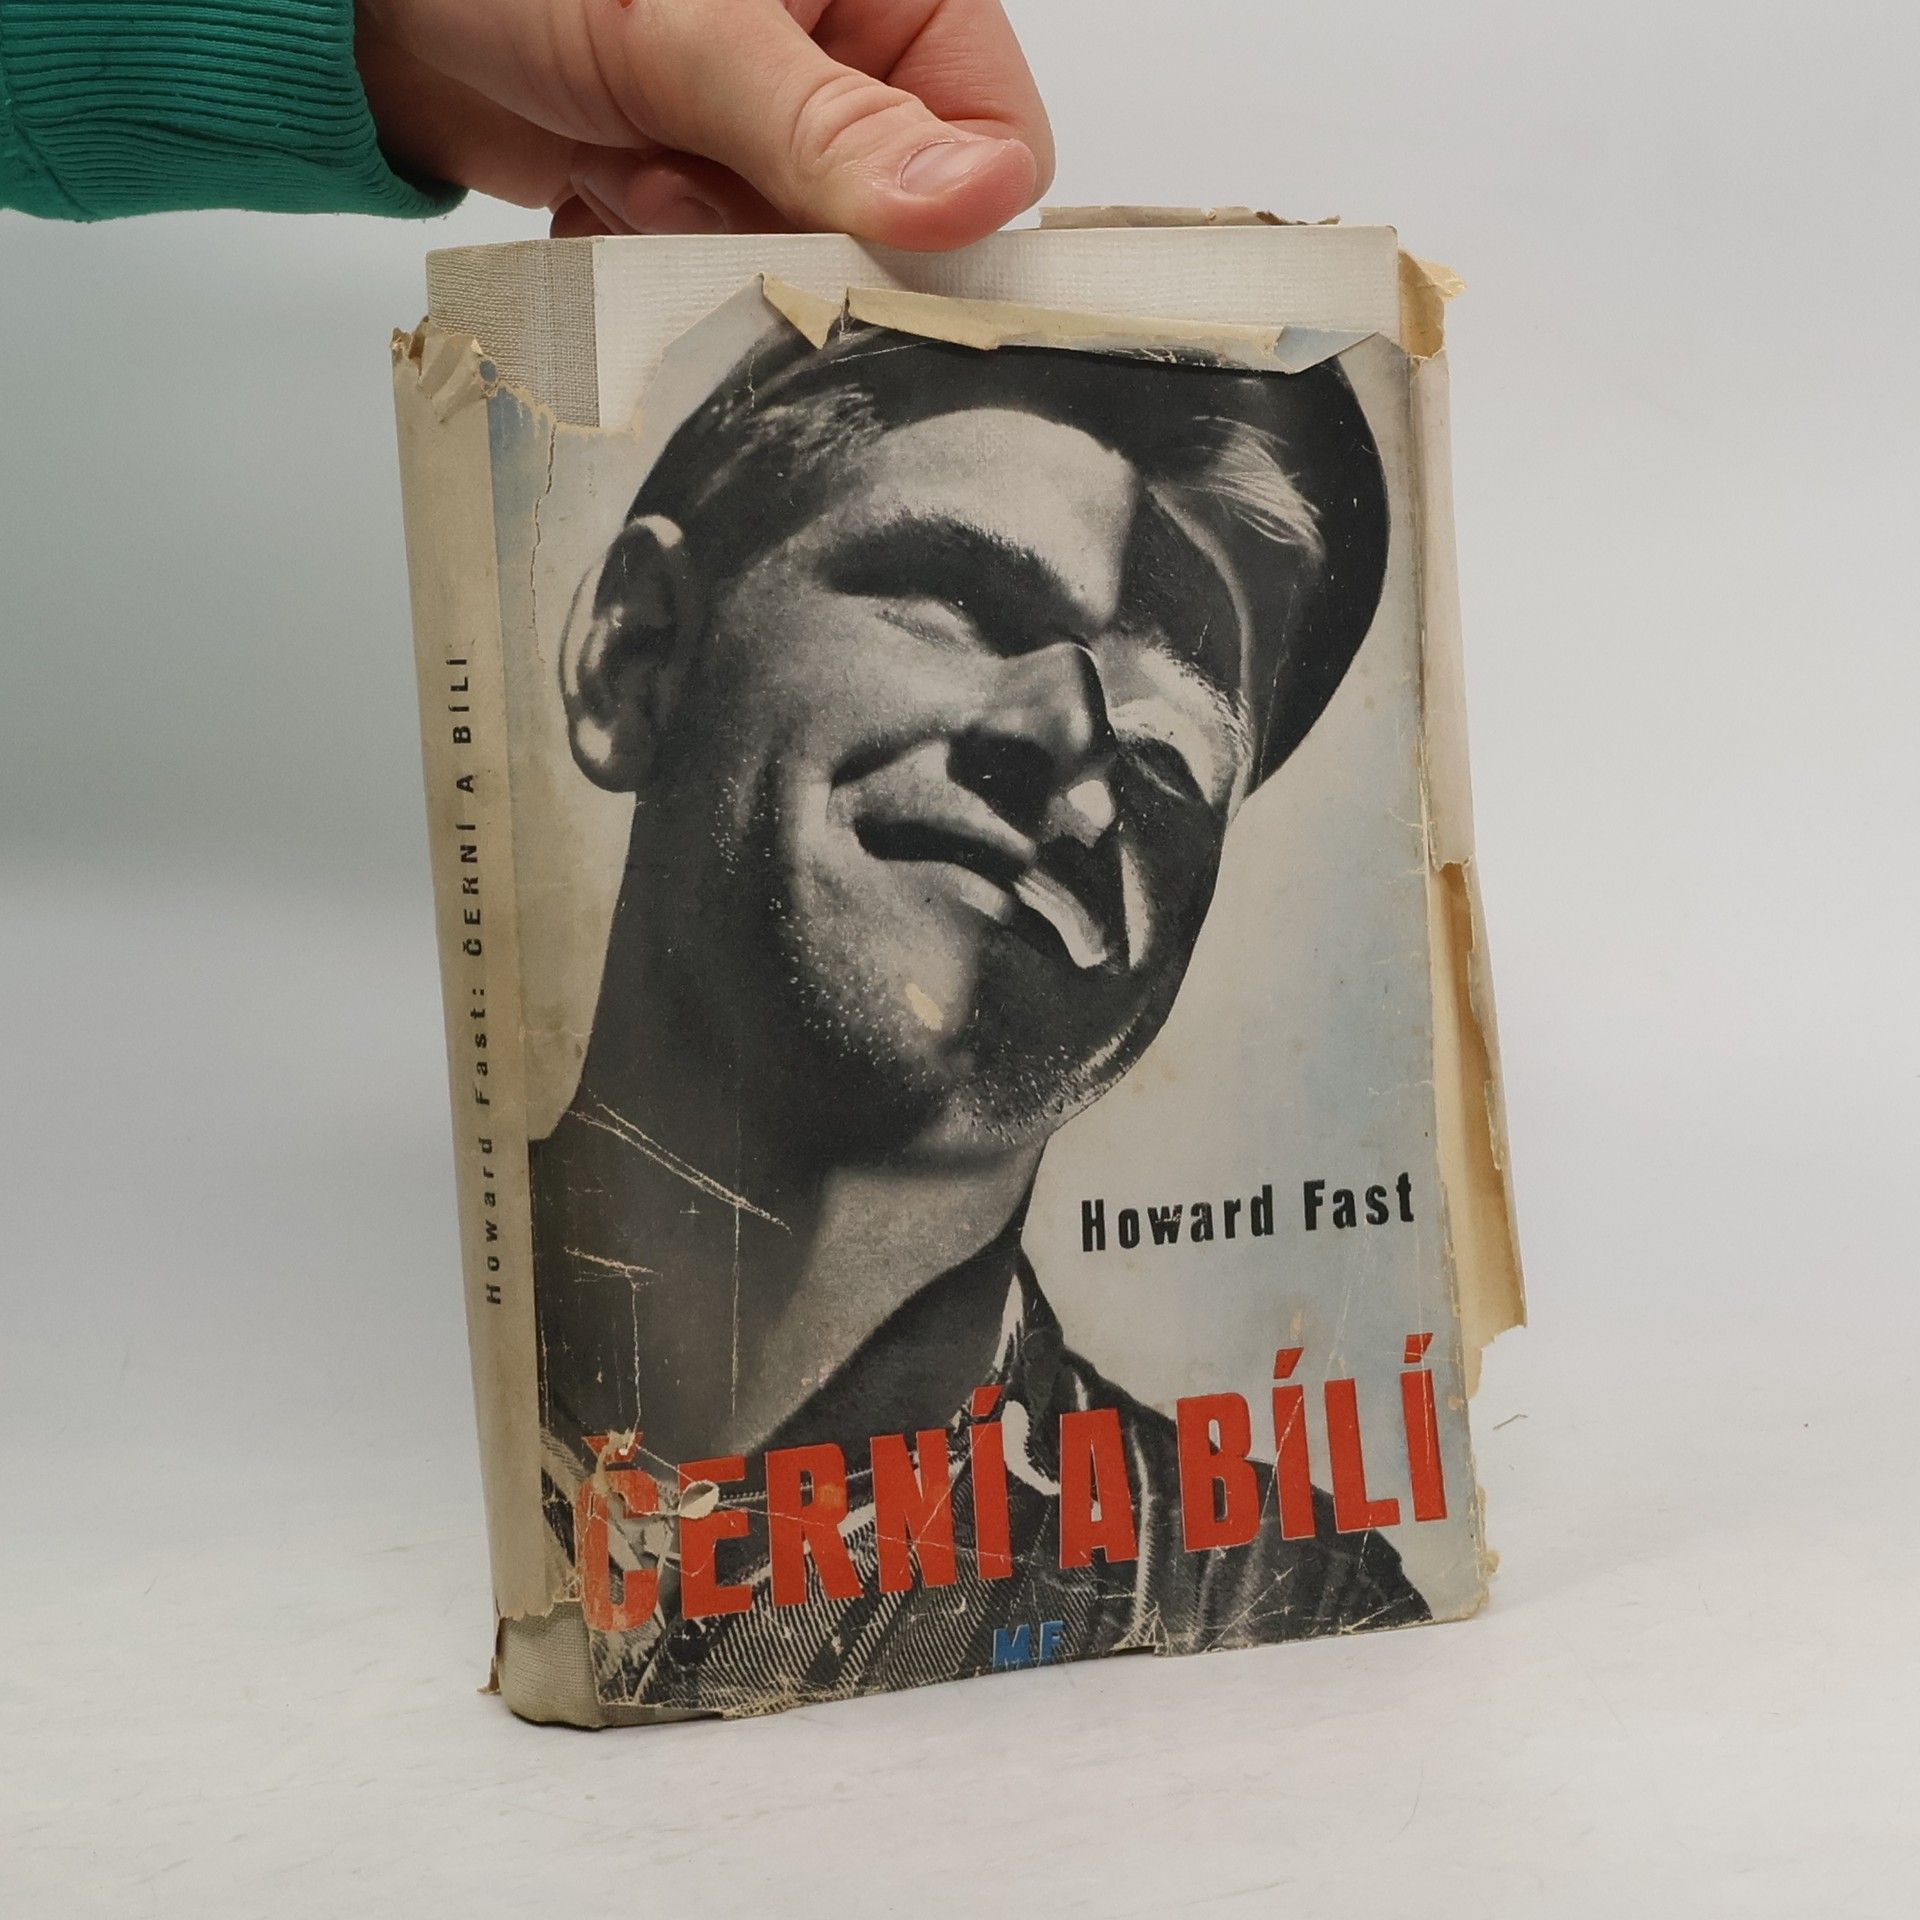 Howard Fast: ČERNÍ A BÍLÍ
Howard Fast
ČERNÍ A BÍLÍ
MF